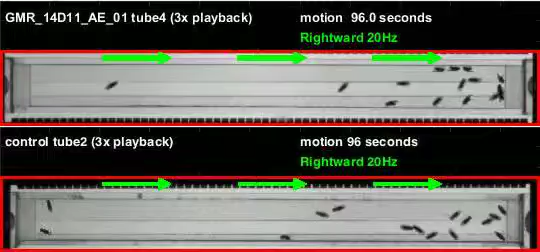 GMR_14D11_AE_01 tube4 (3x playback)
motion  96.0 seconds
Rightward 20Hz
control tube2 (3x playback)
motion 96 seconds
Rightward 20Hz